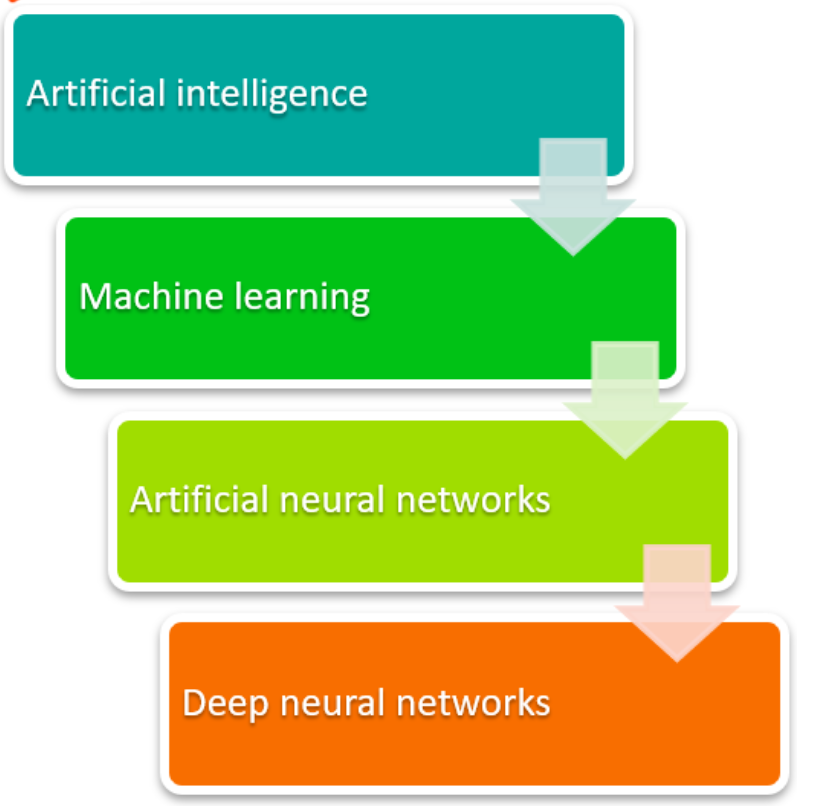 Artificial intelligence
Machine learning
Artificial neural networks
Deep neural networks